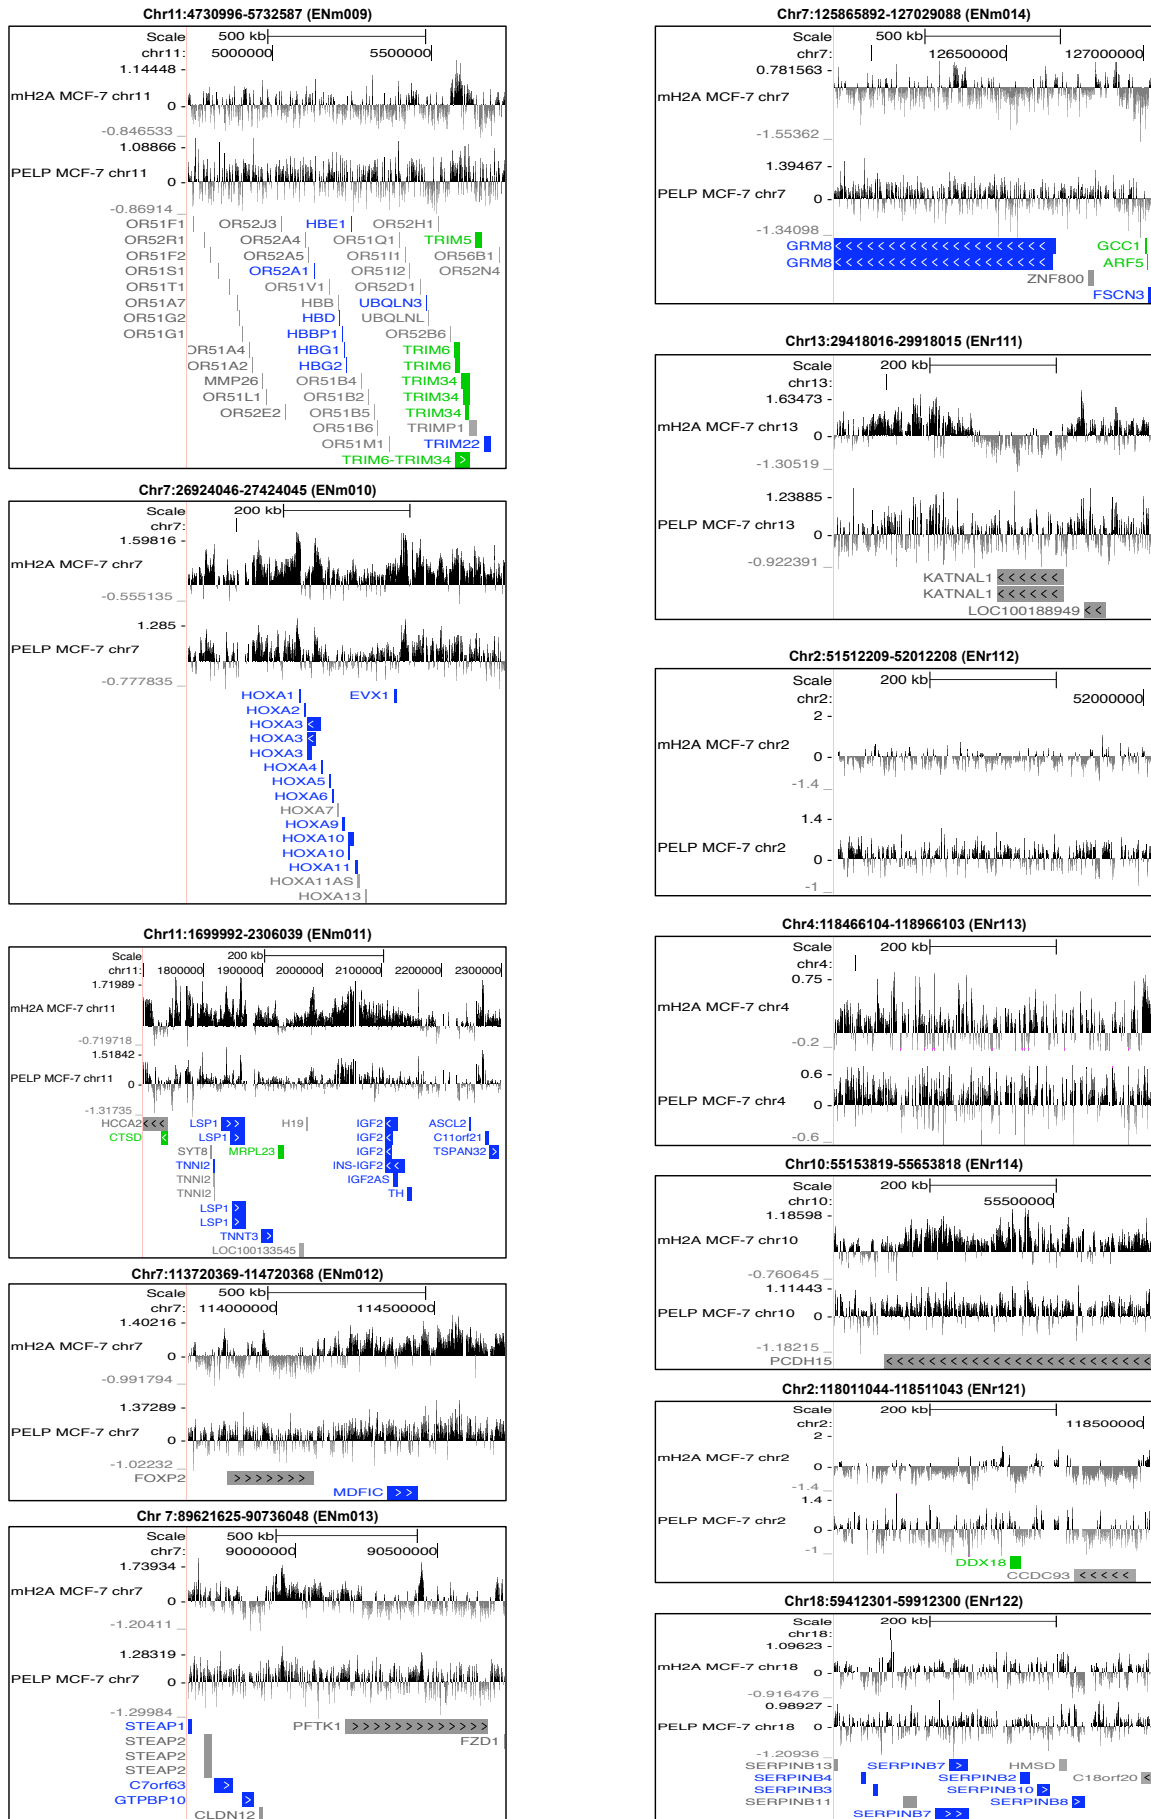 Chr11:4730996-5732587 (ENm009)
Scale 500 kb
chr11: 5000000 5500000
1.14448 -
mH2A MCF-7 chr11
0 -
-0.846533 _
1.08866 -
PELP MCF-7 chr11
0 -
-0.86914 _
OR51F1 OR52J3 HBE1 OR52H1
OR52R1 OR52A4 OR51Q1 TRIM5
OR51F2 OR52A5 OR51I1 OR56B1
OR51S1 OR52A1 OR51I2 OR52N4
OR51T1 OR51V1 OR52D1
OR51A7 HBB UBQLN3
OR51G2 HBD UBQLNL
OR51G1 HBBP1 OR52B6
OR51A4 HBG1 TRIM6
OR51A2 HBG2 TRIM6
MMP26 OR51B4 TRIM34
OR51L1 OR51B2 TRIM34
OR52E2 OR51B5 TRIM34
OR51B6 TRIMP1
OR51M1 TRIM22
TRIM6-TRIM34
Chr7:26924046-27424045 (ENm010)
Scale 200 kb
chr7:
1.59816 -
mH2A MCF-7 chr7
-0.555135 _
1.285 -
PELP MCF-7 chr7
-0.777835 _
HOXA1 EVX1
HOXA2
HOXA3
HOXA3
HOXA3
HOXA4
HOXA5
HOXA6
HOXA7
HOXA9
HOXA10
HOXA10
HOXA11
HOXA11AS
HOXA13
Chr11:1699992-2306039 (ENm011)
Scale 200 kb
chr11: 1800000 1900000 2000000 2100000 2200000 2300000
1.71989 -
mH2A MCF-7 chr11
-0.719718 _
1.51842 -
PELP MCF-7 chr11 0 -
-1.31735 _
HCCA2 LSP1 H19 IGF2 ASCL2
CTSD LSP1 IGF2 C11orf21
SYT8 MRPL23 IGF2 TSPAN32
TNNI2 INS-IGF2
TNNI2 IGF2AS
TNNI2 TH
LSP1
LSP1
TNNT3
LOC100133545
Chr7:113720369-114720368 (ENm012)
Scale 500 kb
chr7: 114000000 114500000
1.40216 -
mH2A MCF-7 chr7
0 -
-0.991794 _
1.37289 -
PELP MCF-7 chr7
0 -
-1.02232 _
FOXP2
MDFIC
Chr 7:89621625-90736048 (ENm013)
Scale 500 kb
chr7: 90000000 90500000
1.73934 -
mH2A MCF-7 chr7
0 -
-1.20411 _
1.28319 -
PELP MCF-7 chr7 0 -
-1.29984 _
STEAP1 PFTK1
STEAP2 FZD1
STEAP2
STEAP2
C7orf63
GTPBP10
CLDN12
Chr7:125865892-127029088 (ENm014)
Scale 500 kb
chr7: 126500000 127000000
0.781563 -
mH2A MCF-7 chr7
-1.55362 _
1.39467 -
PELP MCF-7 chr7 0 -
-1.34098 _
GRM8 GCC1
GRM8 ARF5
ZNF800
FSCN3
Chr13:29418016-29918015 (ENr111)
Scale 200 kb
chr13:
1.63473 -
mH2A MCF-7 chr13
0 -
-1.30519 _
1.23885 -
PELP MCF-7 chr13
0 -
-0.922391 _
KATNAL1
KATNAL1
LOC100188949
Chr2:51512209-52012208 (ENr112)
Scale 200 kb
chr2: 52000000
2 -
mH2A MCF-7 chr2
0 -
-1.4 _
1.4 -
PELP MCF-7 chr2
0 -
-1 _
Chr4:118466104-118966103 (ENr113)
Scale 200 kb
chr4:
0.75 -
mH2A MCF-7 chr4
-0.2 _
0.6 -
PELP MCF-7 chr4
-0.6 _
Chr10:55153819-55653818 (ENr114)
Scale 200 kb
chr10: 55500000
1.18598 -
mH2A MCF-7 chr10
-0.760645 _
1.11443 -
PELP MCF-7 chr10 0 -
-1.18215 _
PCDH15
Chr2:118011044-118511043 (ENr121)
Scale 200 kb
chr2: 118500000
2 -
mH2A MCF-7 chr2
0 -
-1.4 _
1.4 -
PELP MCF-7 chr2
0 -
-1 _
DDX18
CCDC93
Chr18:59412301-59912300 (ENr122)
Scale 200 kb
chr18:
1.09623 -
mH2A MCF-7 chr18
0 -
-0.916476 _
0.98927 -
PELP MCF-7 chr18 0 -
-1.20936 _
SERPINB13 SERPINB7 HMSD
SERPINB4 SERPINB2 C18orf20
SERPINB3 SERPINB10
SERPINB11 SERPINB8
SERPINB7